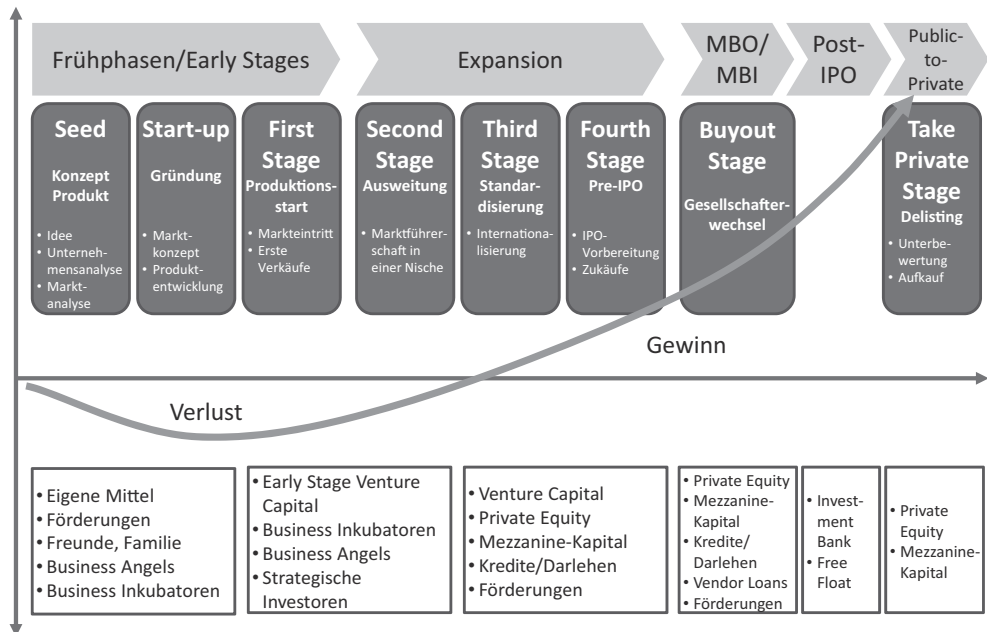 Frühphasen/Early Stages
Expansion
MBO/
MBI
Post-
IPO
Public-
to-
Private
Seed
Konzept
Produkt
• Idee
• Unterneh-
mensanalyse
• Markt-
analyse
Start-up
Gründung
• Markt-
konzept
• Produkt-
entwicklung
First
Stage
Produktions-
start
• Markteintritt
• Erste
Verkäufe
Second
Stage
Ausweitung
• Marktführer-
schaft in
einer Nische
Third
Stage
Standar-
disierung
• Internationa-
lisierung
Fourth
Stage
Pre-IPO
• IPO-
Vorbereitung
• Zukäufe
Buyout
Stage
Gesellschafter-
wechsel
Take
Private
Stage
Delisting
• Unterbe-
wertung
• Aufkauf
Gewinn
Verlust
• Eigene Mittel
• Förderungen
• Freunde, Familie
• Business Angels
• Business Inkubatoren
• Early Stage Venture
Capital
• Business Inkubatoren
• Business Angels
• Strategische
Investoren
• Venture Capital
• Private Equity
• Mezzanine-Kapital
• Kredite/Darlehen
• Förderungen
• Private Equity
• Mezzanine-
Kapital
• Kredite/
Darlehen
• Vendor Loans
• Förderungen
• Invest-
ment
Bank
• Free
Float
• Private
Equity
• Mezzanine-
Kapital